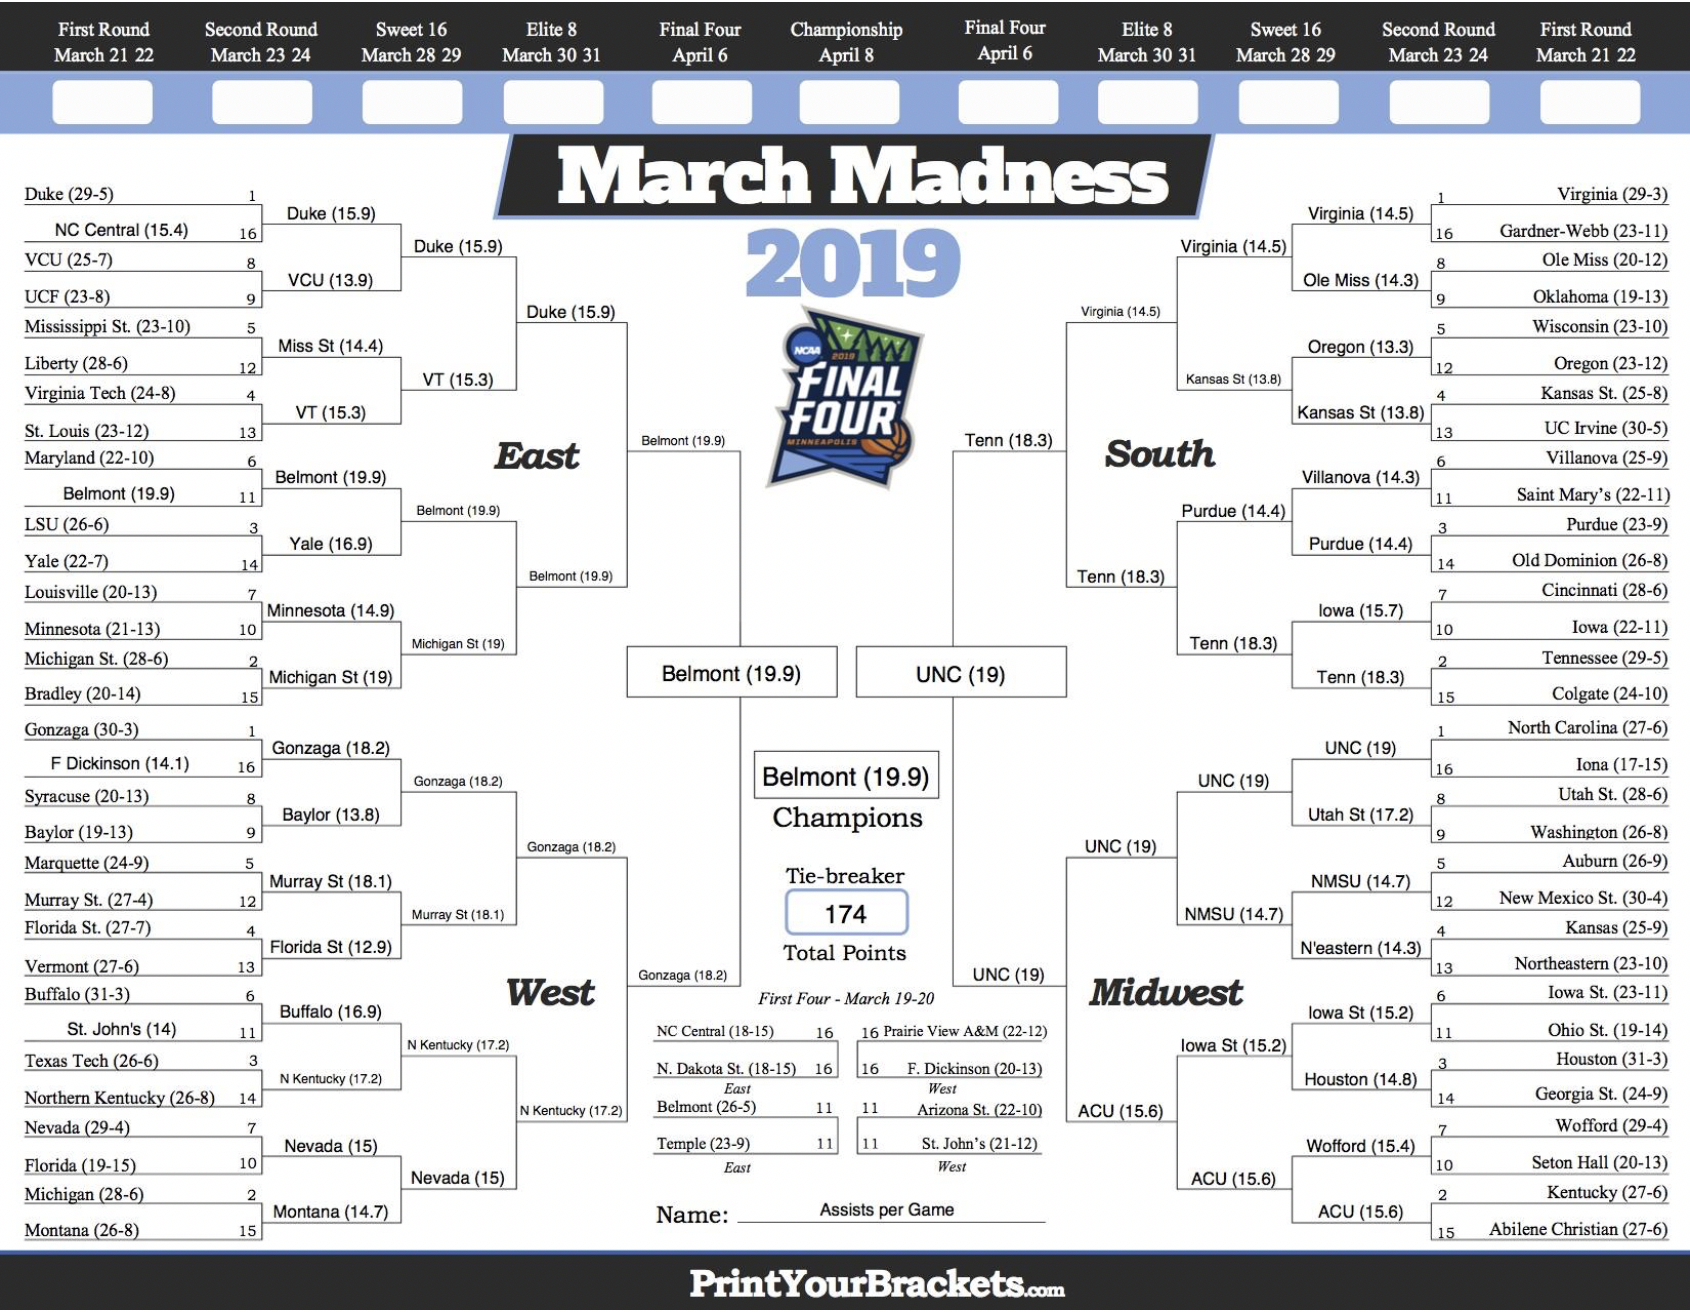 First Round
March 21 22
Second Round
March 23 24
Sweet 16
March 28 29
Elite 8
March 30 31
Final Four
April 6
Championship
April 8
Final Four
April 6
Elite 8
March 30 31
Sweet 16
March 28 29
Second Round
March 23 24
First Round
March 21 22
March Madness
2019
NCAA
2019
FINAL
FOUR
MINNEAPOLIS
Duke (29-5) 1
NC Central (15.4) 16
VCU (25-7) 8
UCF (23-8) 9
Mississippi St. (23-10) 5
Liberty (28-6) 12
Virginia Tech (24-8) 4
St. Louis (23-12) 13
Maryland (22-10) 6
Belmont (19.9) 11
LSU (26-6) 3
Yale (22-7) 14
Louisville (20-13) 7
Minnesota (21-13) 10
Michigan St. (28-6) 2
Bradley (20-14) 15
Duke (15.9)
VCU (13.9)
Miss St (14.4)
VT (15.3)
Belmont (19.9)
Yale (16.9)
Minnesota (14.9)
Michigan St (19)
Duke (15.9)
VT (15.3)
Belmont (19.9)
Michigan St (19)
Duke (15.9)
Belmont (19.9)
East
Belmont (19.9)
Gonzaga (30-3) 1
F Dickinson (14.1) 16
Syracuse (20-13) 8
Baylor (19-13) 9
Marquette (24-9) 5
Murray St. (27-4) 12
Florida St. (27-7) 4
Vermont (27-6) 13
Buffalo (31-3) 6
St. John's (14) 11
Texas Tech (26-6) 3
Northern Kentucky (26-8) 14
Nevada (29-4) 7
Florida (19-15) 10
Michigan (28-6) 2
Montana (26-8) 15
Gonzaga (18.2)
Baylor (13.8)
Murray St (18.1)
Florida St (12.9)
Buffalo (16.9)
N Kentucky (17.2)
Nevada (15)
Montana (14.7)
Gonzaga (18.2)
Murray St (18.1)
N Kentucky (17.2)
Nevada (15)
Gonzaga (18.2)
N Kentucky (17.2)
West
Gonzaga (18.2)
1 Virginia (29-3)
16 Gardner-Webb (23-11)
8 Ole Miss (20-12)
9 Oklahoma (19-13)
5 Wisconsin (23-10)
12 Oregon (23-12)
4 Kansas St. (25-8)
13 UC Irvine (30-5)
6 Villanova (25-9)
11 Saint Mary's (22-11)
3 Purdue (23-9)
14 Old Dominion (26-8)
7 Cincinnati (28-6)
10 Iowa (22-11)
2 Tennessee (29-5)
15 Colgate (24-10)
Virginia (14.5)
Ole Miss (14.3)
Oregon (13.3)
Kansas St (13.8)
Villanova (14.3)
Purdue (14.4)
Iowa (15.7)
Tenn (18.3)
Virginia (14.5)
Kansas St (13.8)
Purdue (14.4)
Tenn (18.3)
Virginia (14.5)
Tenn (18.3)
South
Tenn (18.3)
1 North Carolina (27-6)
16 Iona (17-15)
8 Utah St. (28-6)
9 Washington (26-8)
5 Auburn (26-9)
12 New Mexico St. (30-4)
4 Kansas (25-9)
13 Northeastern (23-10)
6 Iowa St. (23-11)
11 Ohio St. (19-14)
3 Houston (31-3)
14 Georgia St. (24-9)
7 Wofford (29-4)
10 Seton Hall (20-13)
2 Kentucky (27-6)
15 Abilene Christian (27-6)
UNC (19)
Utah St (17.2)
NMSU (14.7)
N'eastern (14.3)
Iowa St (15.2)
Houston (14.8)
Wofford (15.4)
ACU (15.6)
UNC (19)
NMSU (14.7)
Iowa St (15.2)
ACU (15.6)
UNC (19)
ACU (15.6)
Midwest
UNC (19)
Belmont (19.9)
UNC (19)
Belmont (19.9)
Champions
Tie-breaker
174
Total Points
First Four - March 19-20
NC Central (18-15) 16
N. Dakota St. (18-15) 16
East
Belmont (26-5) 11
Temple (23-9) 11
East
16 Prairie View A&M (22-12)
16 F. Dickinson (20-13)
West
11 Arizona St. (22-10)
11 St. John's (21-12)
West
Name: Assists per Game
PrintYourBrackets.com